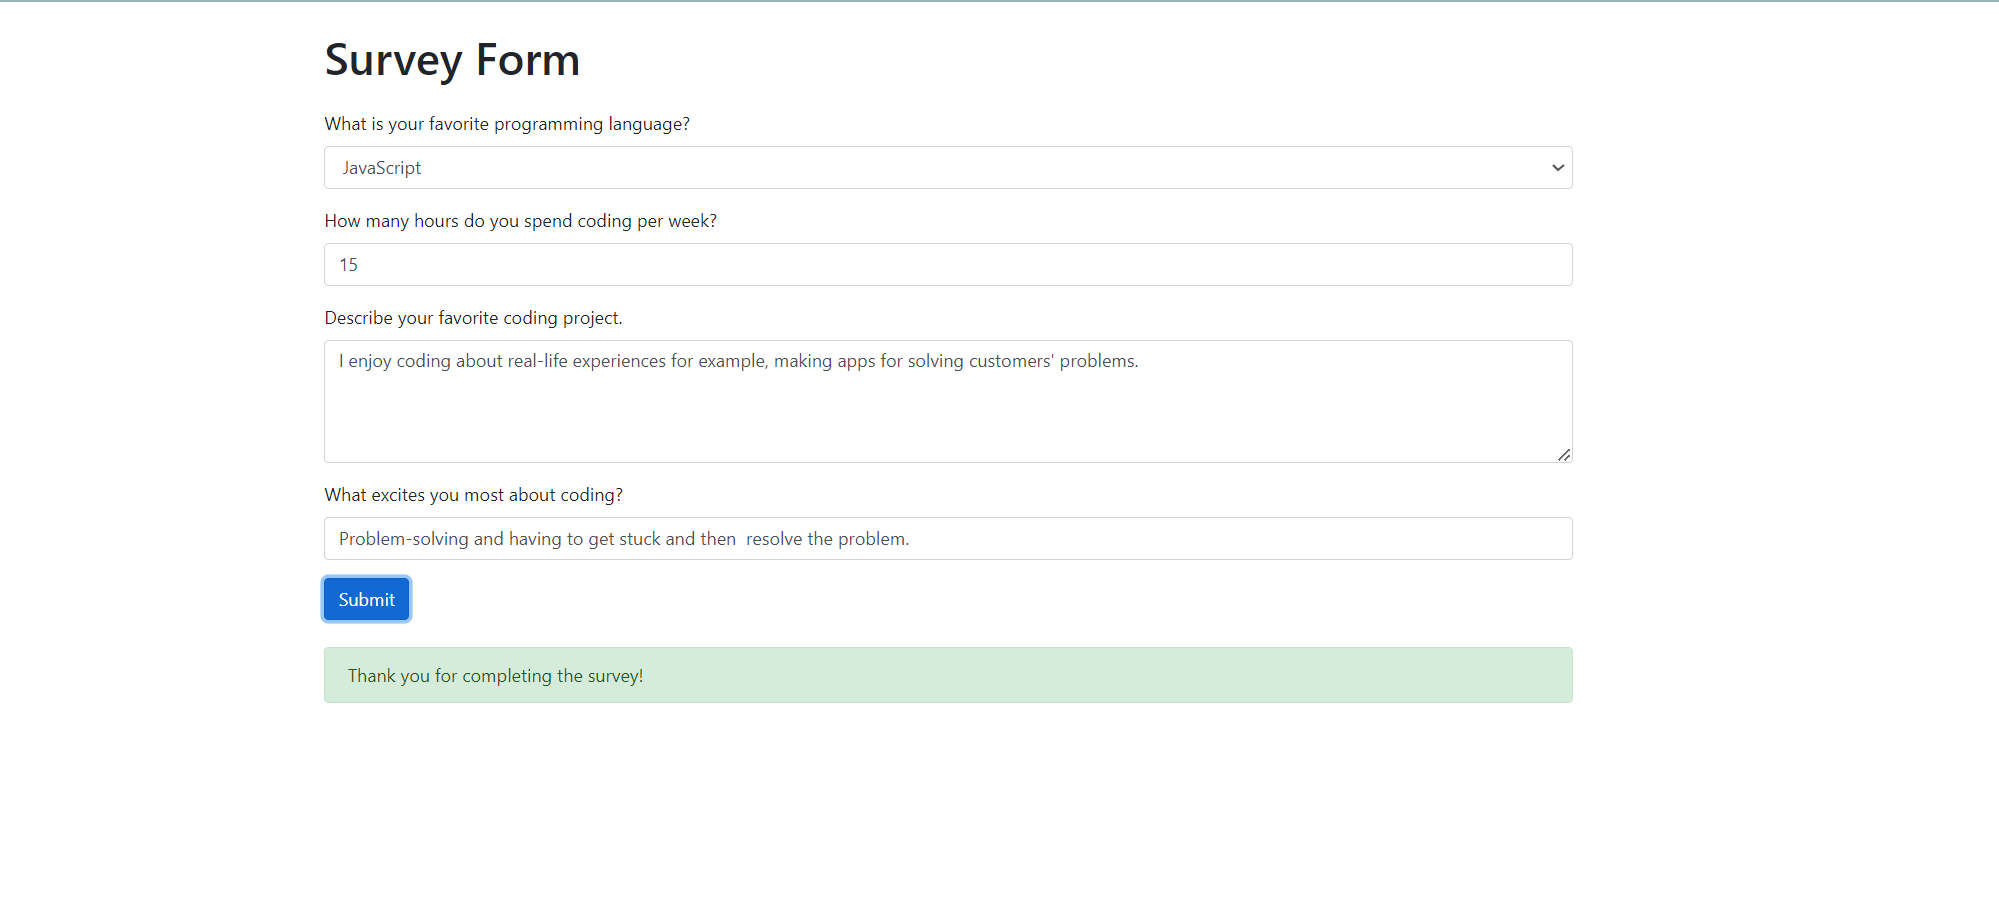 Survey Form
What is your favorite programming language?
JavaScript
How many hours do you spend coding per week?
15
Describe your favorite coding project.
I enjoy coding about real-life experiences for example, making apps for solving customers' problems.
What excites you most about coding?
Problem-solving and having to get stuck and then  resolve the problem.
Submit
Thank you for completing the survey!